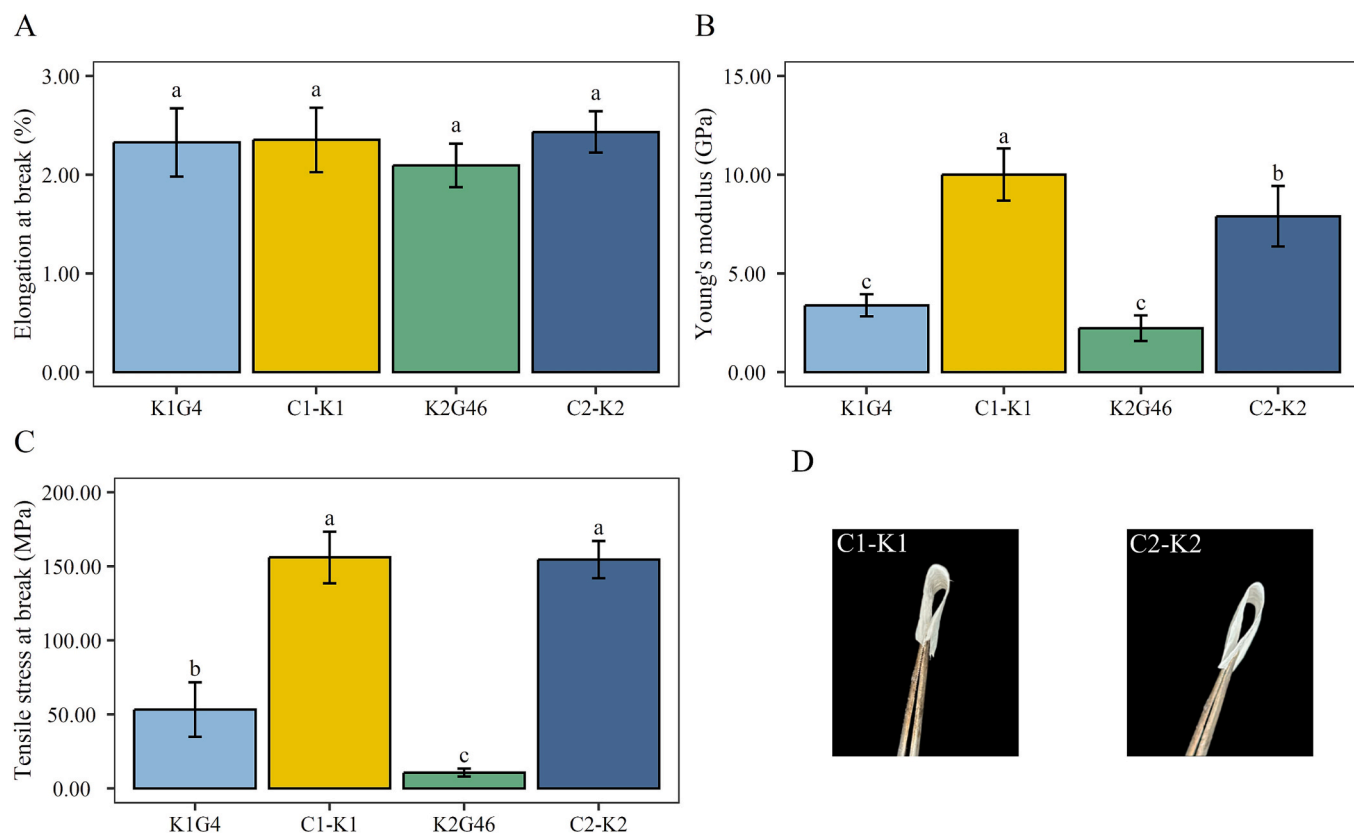 A
Elongation at break (%)
3.00
2.00
1.00
0.00
a
a
a
a
K1G4
C1-K1
K2G46
C2-K2
B
Young's modulus (GPa)
15.00
10.00
5.00
0.00
c
a
c
b
K1G4
C1-K1
K2G46
C2-K2
C
Tensile stress at break (MPa)
200.00
150.00
100.00
50.00
0.00
b
a
c
a
K1G4
C1-K1
K2G46
C2-K2
D
C1-K1
C2-K2